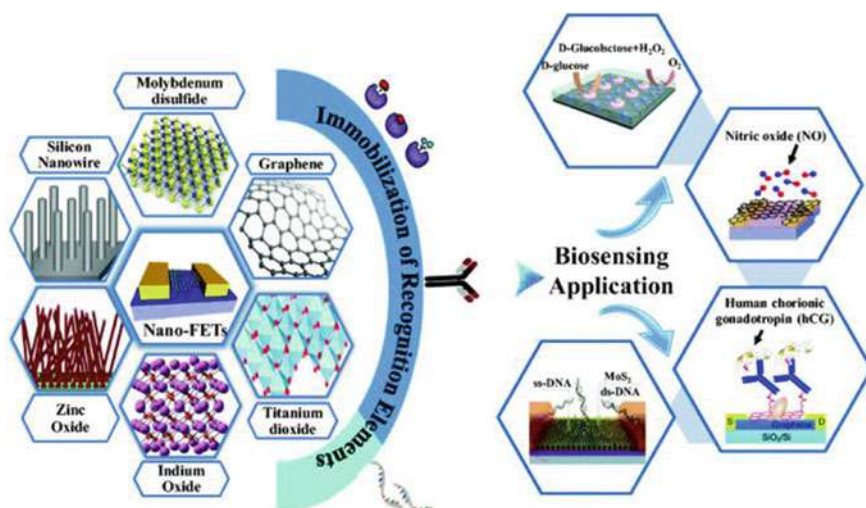 Molybdenum
disulfide
Silicon
Nanowire
Graphene
Nano-FETs
Zinc
Oxide
Indium
Oxide
Titanium
dioxide
Immobilization of Recognition Elements
D-Glucolsctose+H₂O₂
D-glucose
O₂
Nitric oxide (NO)
Biosensing
Application
Human chorionic
gonadotropin (hCG)
S
Graphene
D
SiO₂/Si
ss-DNA
MoS₂
ds-DNA